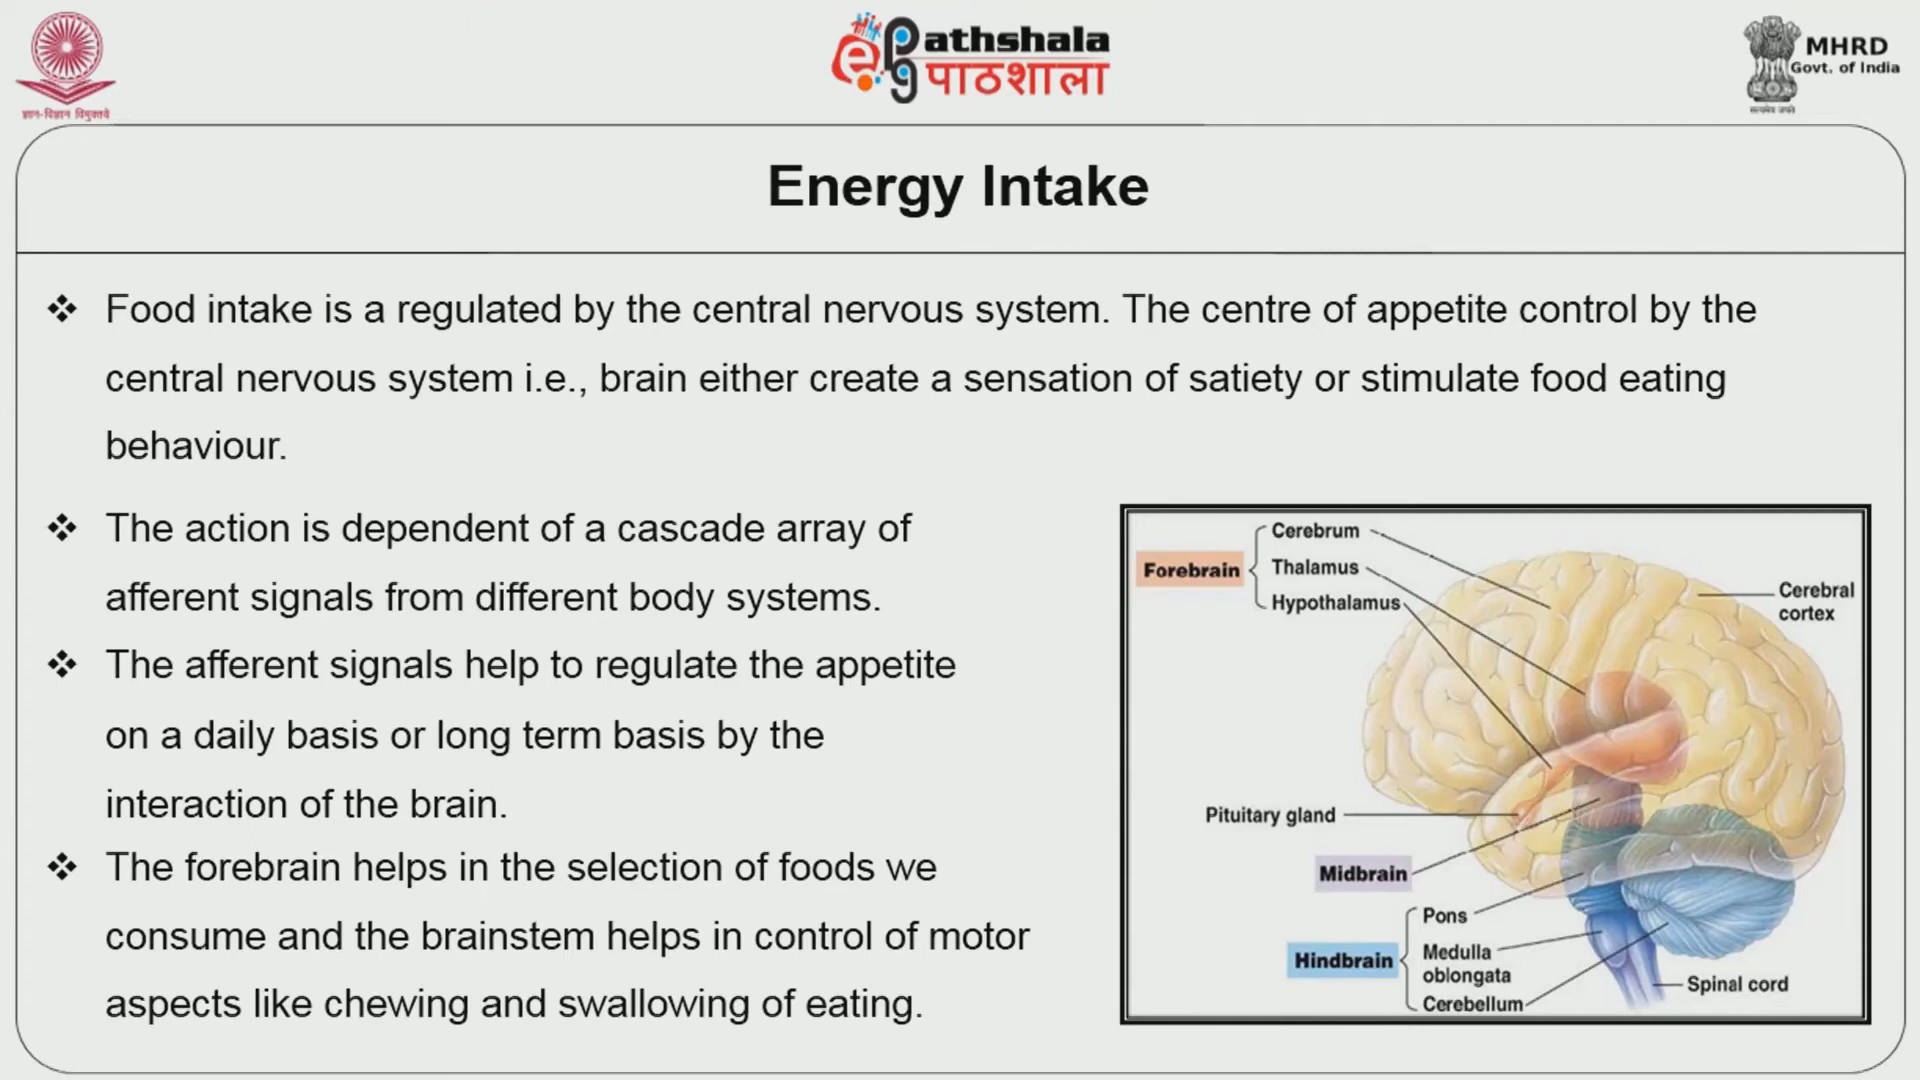 ज्ञान-विज्ञान विमुक्तये
e Pg athshala
पाठशाला
MHRD
Govt. of India
सत्यमेव जयते
Energy Intake
❖ Food intake is a regulated by the central nervous system. The centre of appetite control by the
central nervous system i.e., brain either create a sensation of satiety or stimulate food eating
behaviour.
❖ The action is dependent of a cascade array of
afferent signals from different body systems.
❖ The afferent signals help to regulate the appetite
on a daily basis or long term basis by the
interaction of the brain.
❖ The forebrain helps in the selection of foods we
consume and the brainstem helps in control of motor
aspects like chewing and swallowing of eating.
Forebrain
Cerebrum
Thalamus
Hypothalamus
Cerebral
cortex
Pituitary gland
Midbrain
Hindbrain
Pons
Medulla
oblongata
Cerebellum
Spinal cord